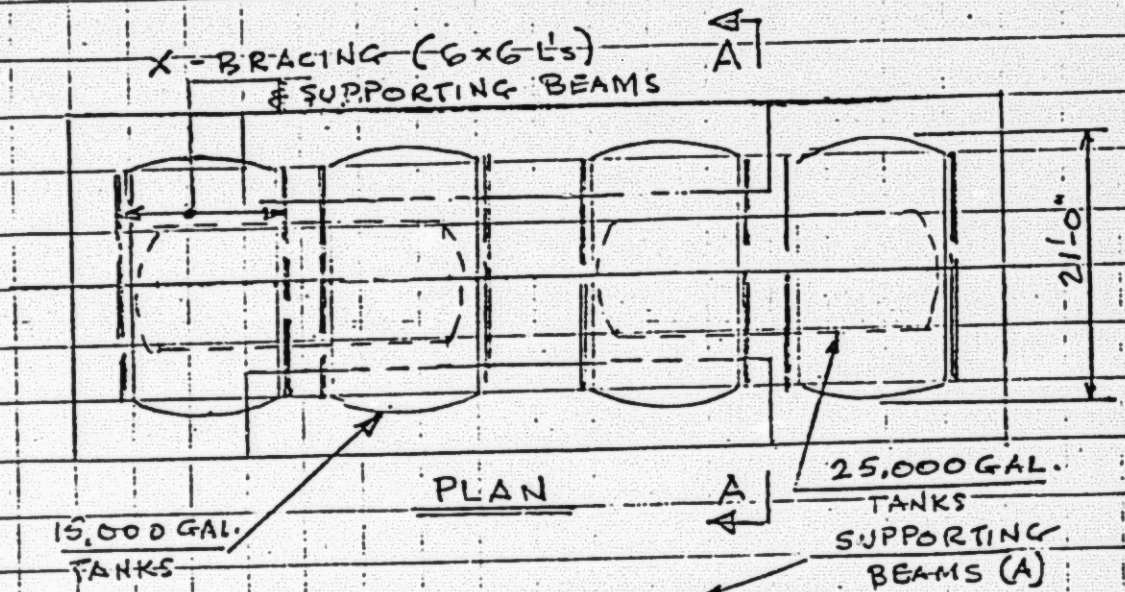 X-BRACING (6x6 L's)
& SUPPORTING BEAMS
A
21'-0"
PLAN
A
15,000 GAL.
TANKS
25,000 GAL.
TANKS
SUPPORTING
BEAMS (A)